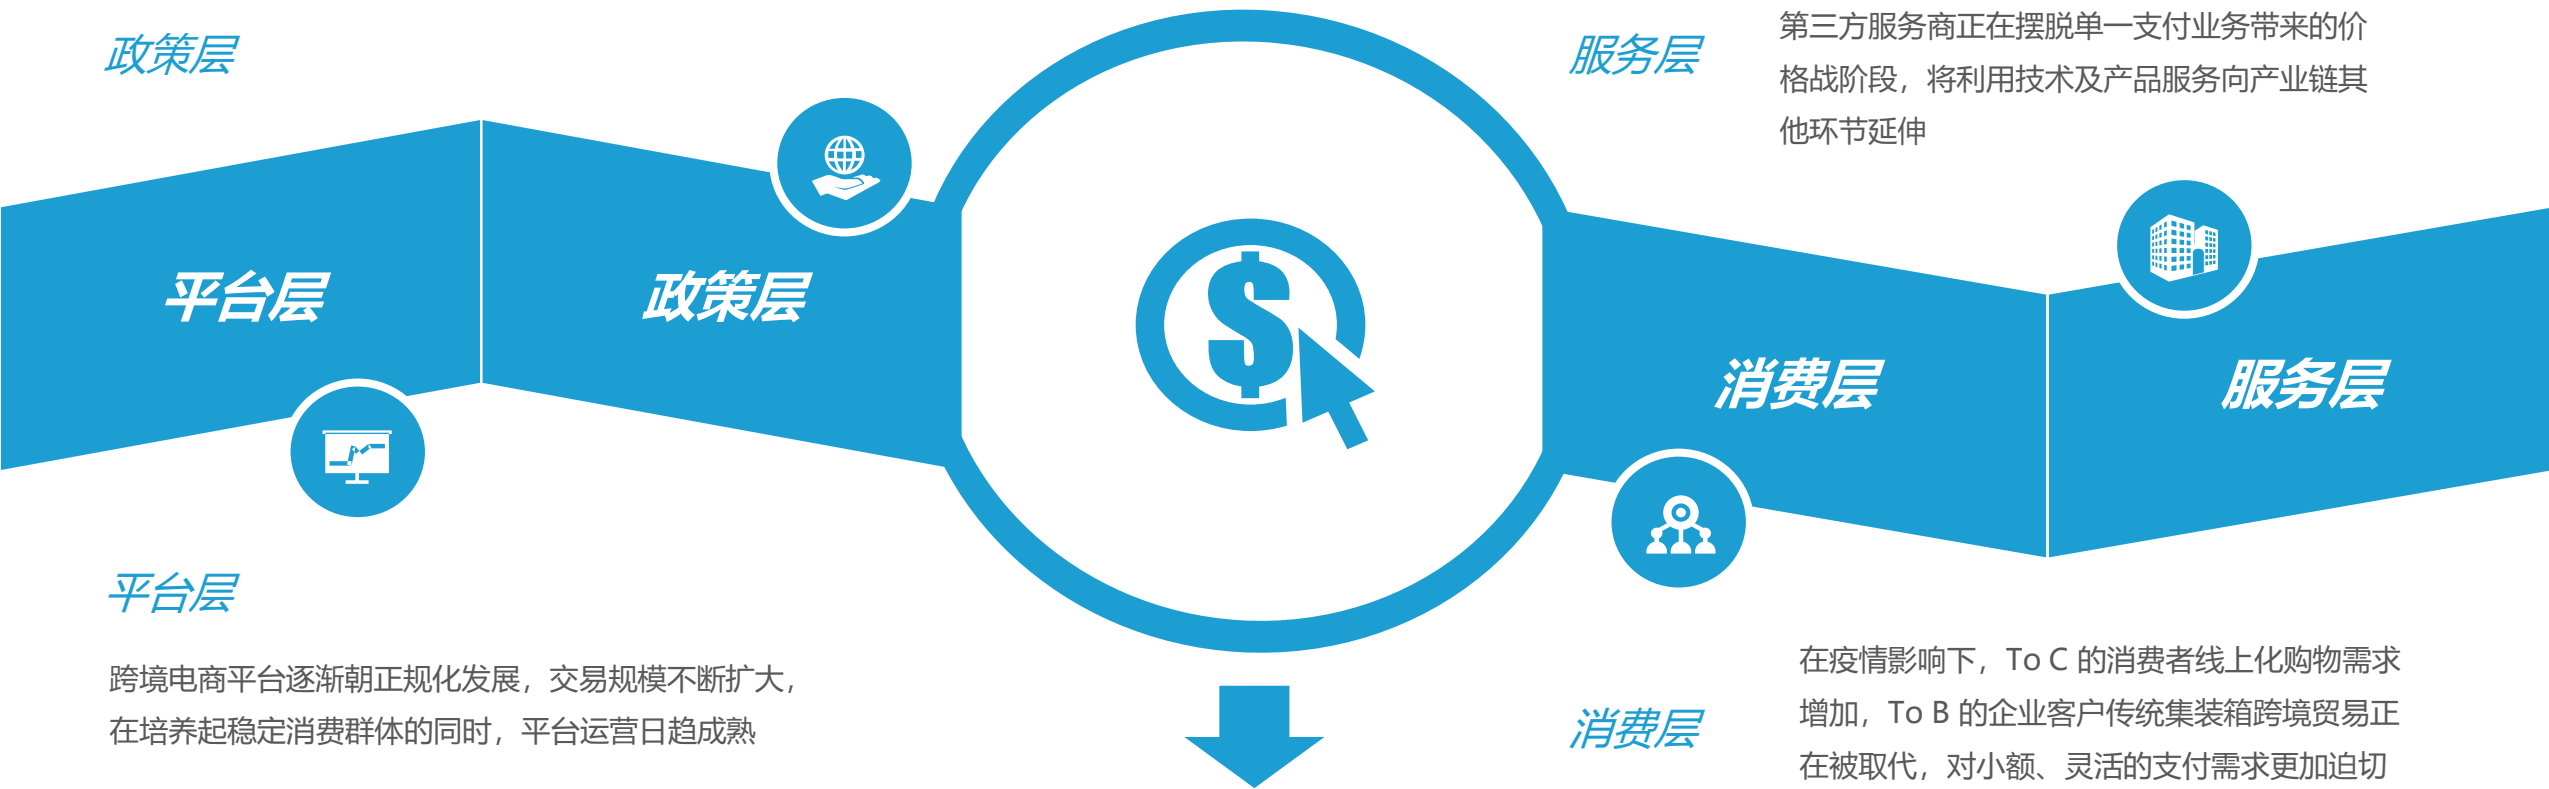 政策层
服务层
第三方服务商正在摆脱单一支付业务带来的价
格战阶段，将利用技术及产品服务向产业链其
他环节延伸
平台层
政策层
消费层
服务层
平台层
跨境电商平台逐渐朝正规化发展，交易规模不断扩大，
在培养起稳定消费群体的同时，平台运营日趋成熟
消费层
在疫情影响下，To C 的消费者线上化购物需求
增加，To B 的企业客户传统集装箱跨境贸易正
在被取代，对小额、灵活的支付需求更加迫切